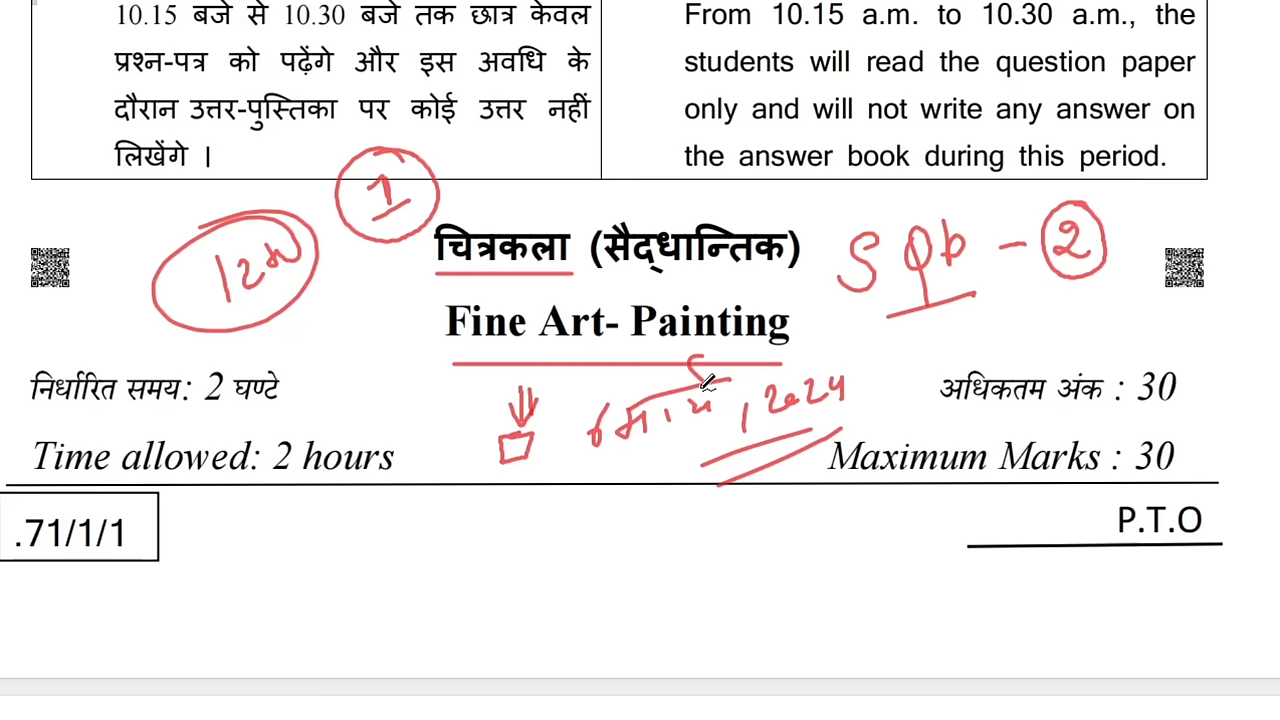 10.15 बजे से 10.30 बजे तक छात्र केवल
प्रश्न-पत्र को पढ़ेंगे और इस अवधि के
दौरान उत्तर-पुस्तिका पर कोई उत्तर नहीं
लिखेंगे ।
From 10.15 a.m. to 10.30 a.m., the
students will read the question paper
only and will not write any answer on
the answer book during this period.
1
12
चित्रकला (सैद्धान्तिक)
SQP - 2
Fine Art- Painting
6 मार्च, 2024
निर्धारित समय: 2 घण्टे
अधिकतम अंक : 30
Time allowed: 2 hours
Maximum Marks : 30
.71/1/1
P.T.O